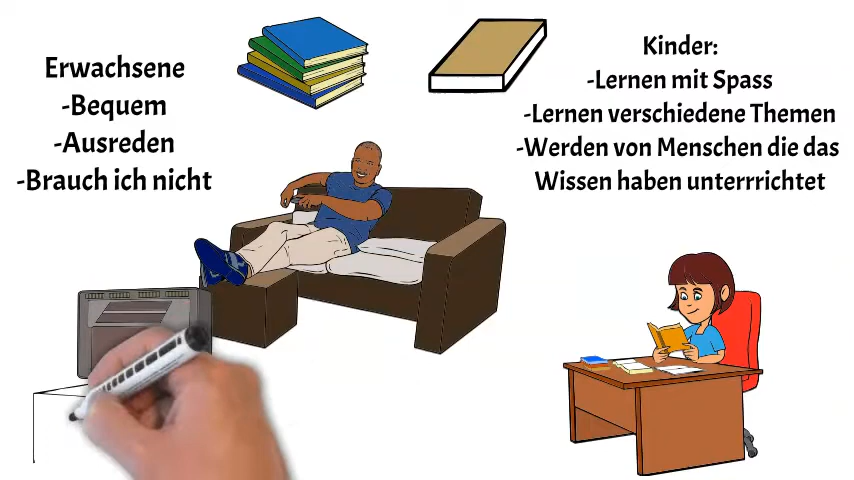 Erwachsene
-Bequem
-Ausreden
-Brauch ich nicht
Kinder:
-Lernen mit Spass
-Lernen verschiedene Themen
-Werden von Menschen die das
Wissen haben unterrrichtet